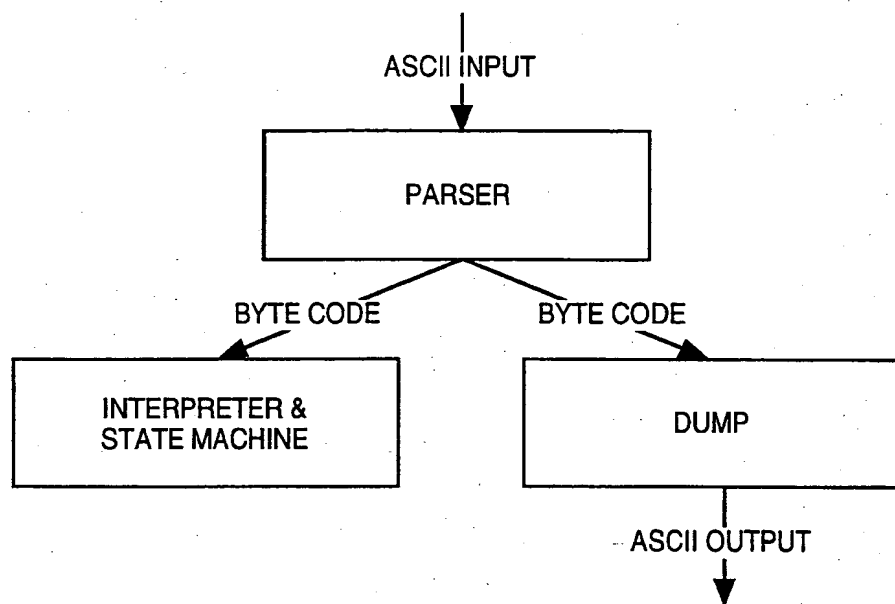 ASCII INPUT
PARSER
BYTE CODE
BYTE CODE
INTERPRETER &
STATE MACHINE
DUMP
ASCII OUTPUT